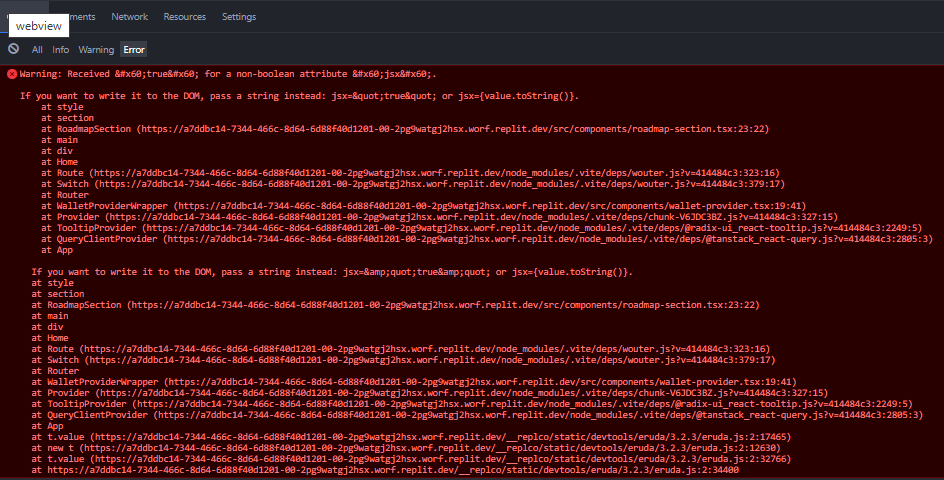 ments Network Resources Settings
webview
All Info Warning Error
Warning: Received &#x60;true&#x60; for a non-boolean attribute &#x60;jsx&#x60;.
If you want to write it to the DOM, pass a string instead: jsx=&quot;true&quot; or jsx={value.toString()}.
at style
at section
at RoadmapSection (https://a7ddbc14-7344-466c-8d64-6d88f40d1201-00-2pg9watgj2hsx.worf.replit.dev/src/components/roadmap-section.tsx:23:22)
at main
at div
at Home
at Route (https://a7ddbc14-7344-466c-8d64-6d88f40d1201-00-2pg9watgj2hsx.worf.replit.dev/node_modules/.vite/deps/wouter.js?v=414484c3:323:16)
at Switch (https://a7ddbc14-7344-466c-8d64-6d88f40d1201-00-2pg9watgj2hsx.worf.replit.dev/node_modules/.vite/deps/wouter.js?v=414484c3:379:17)
at Router
at WalletProviderWrapper (https://a7ddbc14-7344-466c-8d64-6d88f40d1201-00-2pg9watgj2hsx.worf.replit.dev/src/components/wallet-provider.tsx:19:41)
at Provider (https://a7ddbc14-7344-466c-8d64-6d88f40d1201-00-2pg9watgj2hsx.worf.replit.dev/node_modules/.vite/deps/chunk-V6JDC3BZ.js?v=414484c3:327:15)
at TooltipProvider (https://a7ddbc14-7344-466c-8d64-6d88f40d1201-00-2pg9watgj2hsx.worf.replit.dev/node_modules/.vite/deps/@radix-ui_react-tooltip.js?v=414484c3:2249:5)
at QueryClientProvider (https://a7ddbc14-7344-466c-8d64-6d88f40d1201-00-2pg9watgj2hsx.worf.replit.dev/node_modules/.vite/deps/@tanstack_react-query.js?v=414484c3:2805:3)
at App
If you want to write it to the DOM, pass a string instead: jsx=&amp;quot;true&amp;quot; or jsx={value.toString()}.
at style
at section
at RoadmapSection (https://a7ddbc14-7344-466c-8d64-6d88f40d1201-00-2pg9watgj2hsx.worf.replit.dev/src/components/roadmap-section.tsx:23:22)
at main
at div
at Home
at Route (https://a7ddbc14-7344-466c-8d64-6d88f40d1201-00-2pg9watgj2hsx.worf.replit.dev/node_modules/.vite/deps/wouter.js?v=414484c3:323:16)
at Switch (https://a7ddbc14-7344-466c-8d64-6d88f40d1201-00-2pg9watgj2hsx.worf.replit.dev/node_modules/.vite/deps/wouter.js?v=414484c3:379:17)
at Router
at WalletProviderWrapper (https://a7ddbc14-7344-466c-8d64-6d88f40d1201-00-2pg9watgj2hsx.worf.replit.dev/src/components/wallet-provider.tsx:19:41)
at Provider (https://a7ddbc14-7344-466c-8d64-6d88f40d1201-00-2pg9watgj2hsx.worf.replit.dev/node_modules/.vite/deps/chunk-V6JDC3BZ.js?v=414484c3:327:15)
at TooltipProvider (https://a7ddbc14-7344-466c-8d64-6d88f40d1201-00-2pg9watgj2hsx.worf.replit.dev/node_modules/.vite/deps/@radix-ui_react-tooltip.js?v=414484c3:2249:5)
at QueryClientProvider (https://a7ddbc14-7344-466c-8d64-6d88f40d1201-00-2pg9watgj2hsx.worf.replit.dev/node_modules/.vite/deps/@tanstack_react-query.js?v=414484c3:2805:3)
at App
at t.value (https://a7ddbc14-7344-466c-8d64-6d88f40d1201-00-2pg9watgj2hsx.worf.replit.dev/__replco/static/devtools/eruda/3.2.3/eruda.js:2:17465)
at new t (https://a7ddbc14-7344-466c-8d64-6d88f40d1201-00-2pg9watgj2hsx.worf.replit.dev/__replco/static/devtools/eruda/3.2.3/eruda.js:2:12630)
at t.value (https://a7ddbc14-7344-466c-8d64-6d88f40d1201-00-2pg9watgj2hsx.worf.replit.dev/__replco/static/devtools/eruda/3.2.3/eruda.js:2:32766)
at https://a7ddbc14-7344-466c-8d64-6d88f40d1201-00-2pg9watgj2hsx.worf.replit.dev/__replco/static/devtools/eruda/3.2.3/eruda.js:2:34400